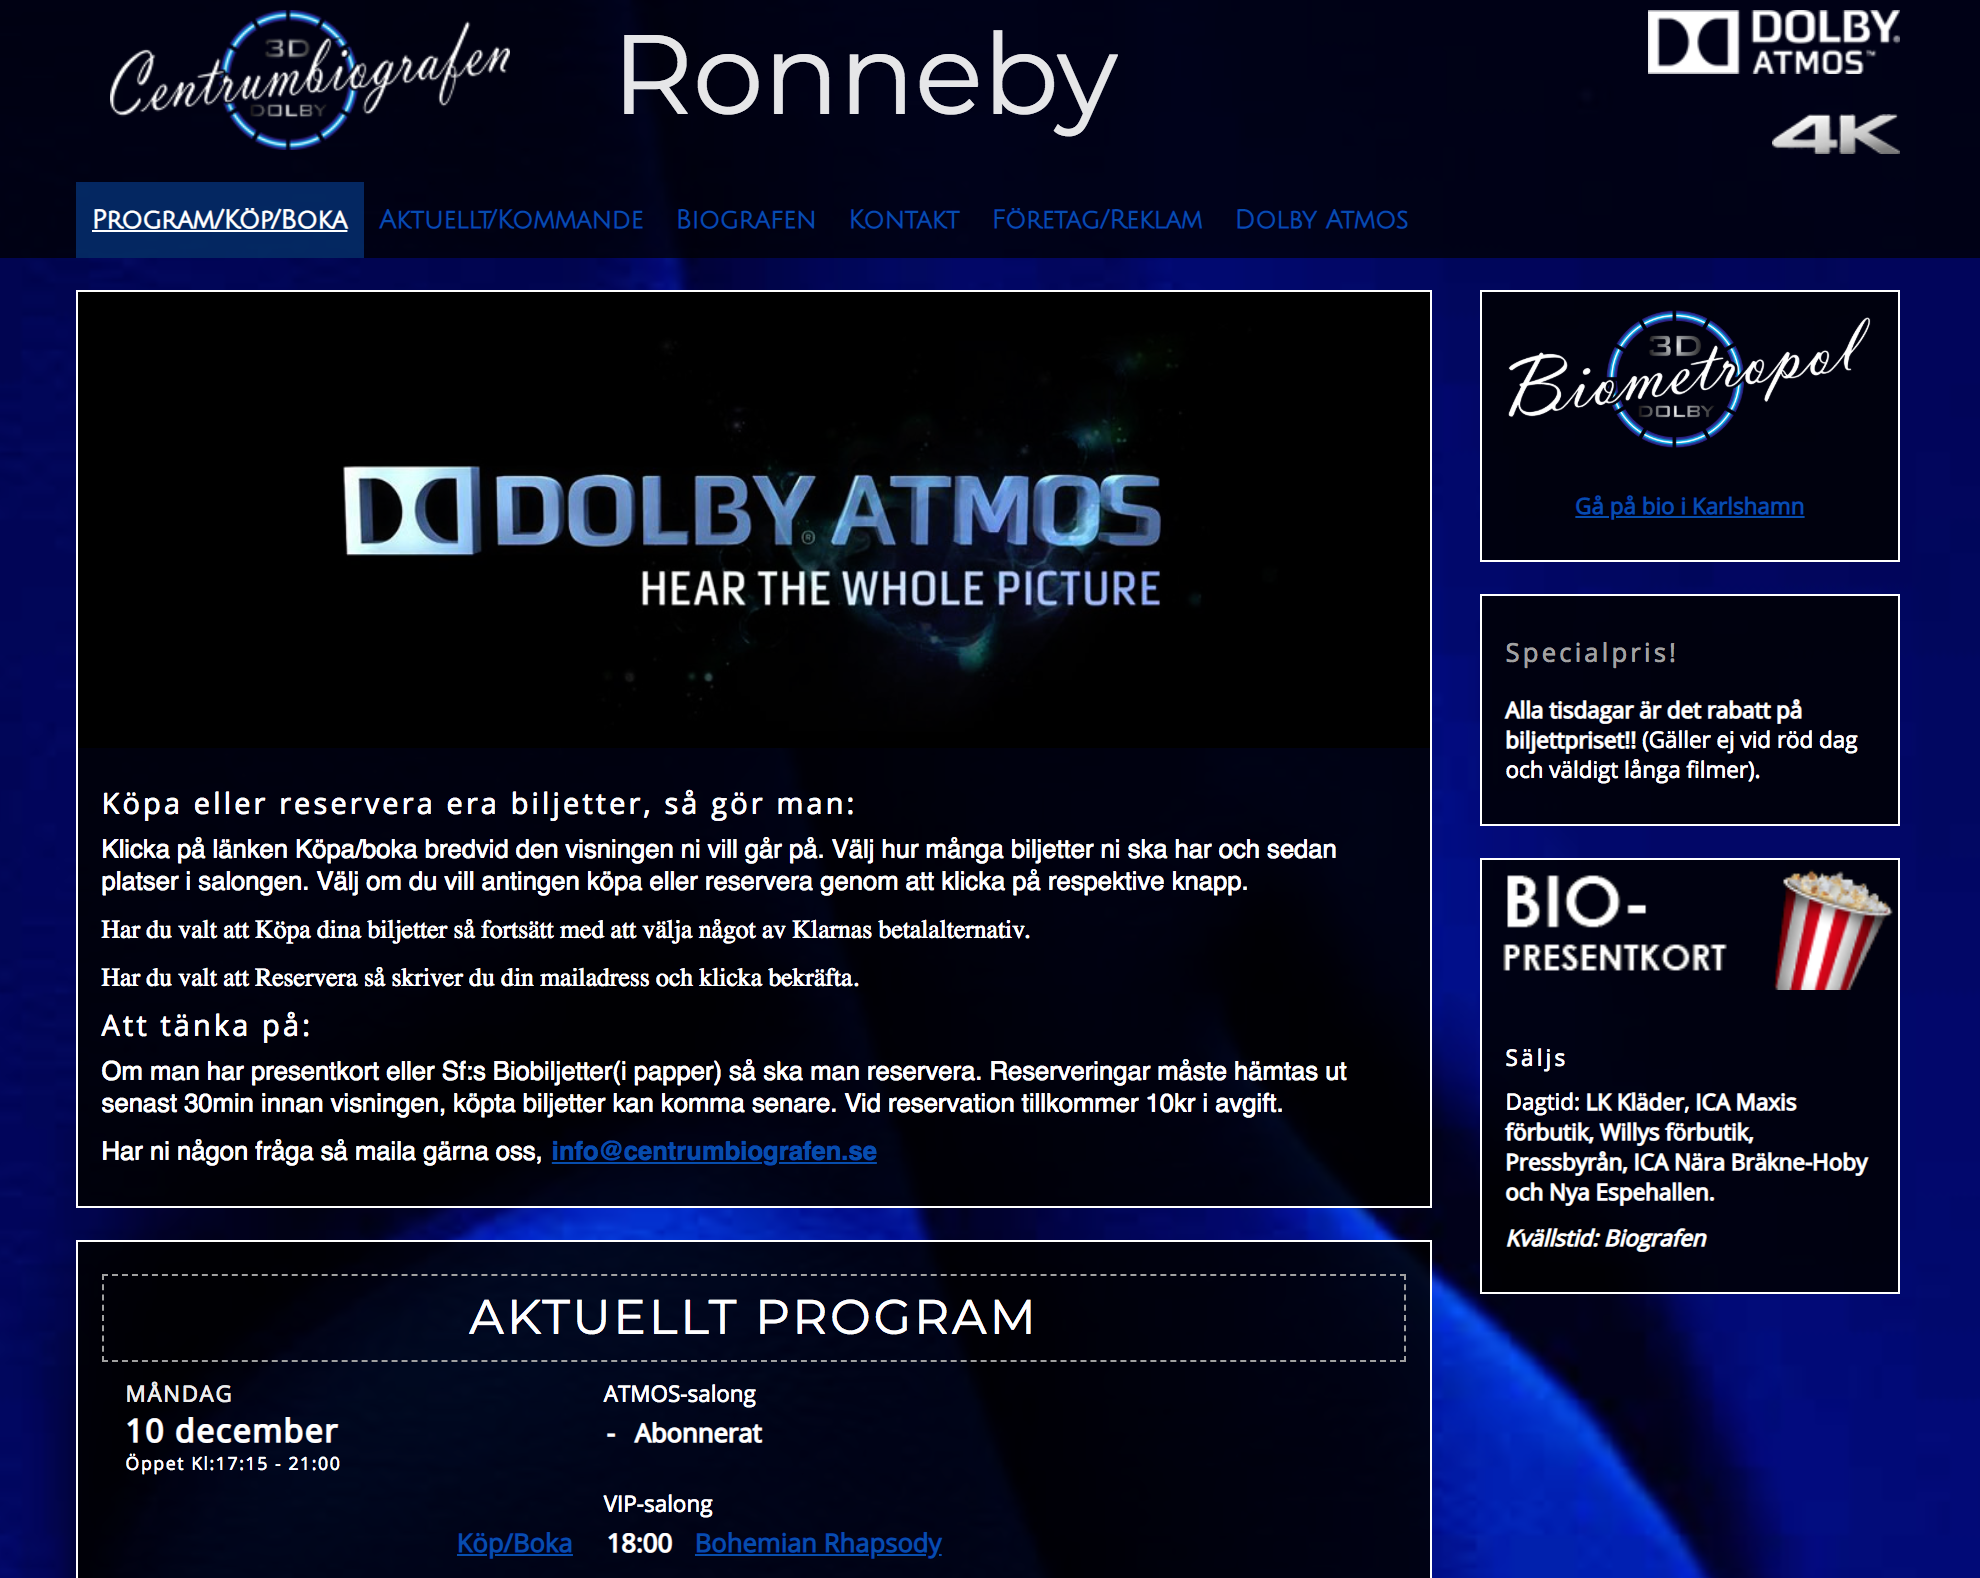 3D
Centrumbiografen
DOLBY
Ronneby
DOLBY
ATMOS™
4K
PROGRAM/KÖP/BOKA
AKTUELLT/KOMMANDE
BIOGRAFEN
KONTAKT
FÖRETAG/REKLAM
DOLBY ATMOS
DOLBY® ATMOS
HEAR THE WHOLE PICTURE
Köpa eller reservera era biljetter, så gör man:
Klicka på länken Köpa/boka bredvid den visningen ni vill går på. Välj hur många biljetter ni ska har och sedan
platser i salongen. Välj om du vill antingen köpa eller reservera genom att klicka på respektive knapp.
Har du valt att Köpa dina biljetter så fortsätt med att välja något av Klarnas betalalternativ.
Har du valt att Reservera så skriver du din mailadress och klicka bekräfta.
Att tänka på:
Om man har presentkort eller Sf:s Biobiljetter(i papper) så ska man reservera. Reserveringar måste hämtas ut
senast 30min innan visningen, köpta biljetter kan komma senare. Vid reservation tillkommer 10kr i avgift.
Har ni någon fråga så maila gärna oss, info@centrumbiografen.se
AKTUELLT PROGRAM
MÅNDAG
10 december
Öppet Kl:17:15 - 21:00
ATMOS-salong
- Abonnerat
VIP-salong
Köp/Boka 18:00 Bohemian Rhapsody
3D
Biometropol
DOLBY
Gå på bio i Karlshamn
Specialpris!
Alla tisdagar är det rabatt på
biljettpriset!! (Gäller ej vid röd dag
och väldigt långa filmer).
BIO-
PRESENTKORT
Säljs
Dagtid: LK Kläder, ICA Maxis
förbutik, Willys förbutik,
Pressbyrån, ICA Nära Bräkne-Hoby
och Nya Espehallen.
Kvällstid: Biografen